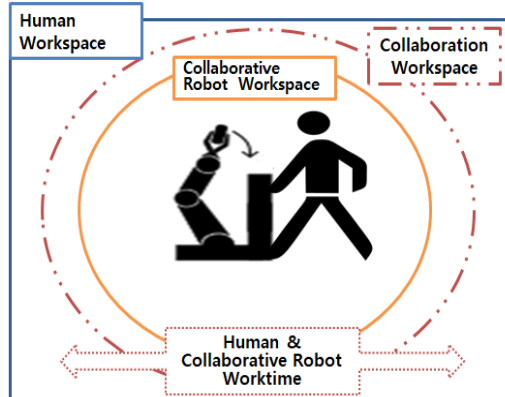 Human
Workspace
Collaboration
Workspace
Collaborative
Robot Workspace
Human &
Collaborative Robot
Worktime